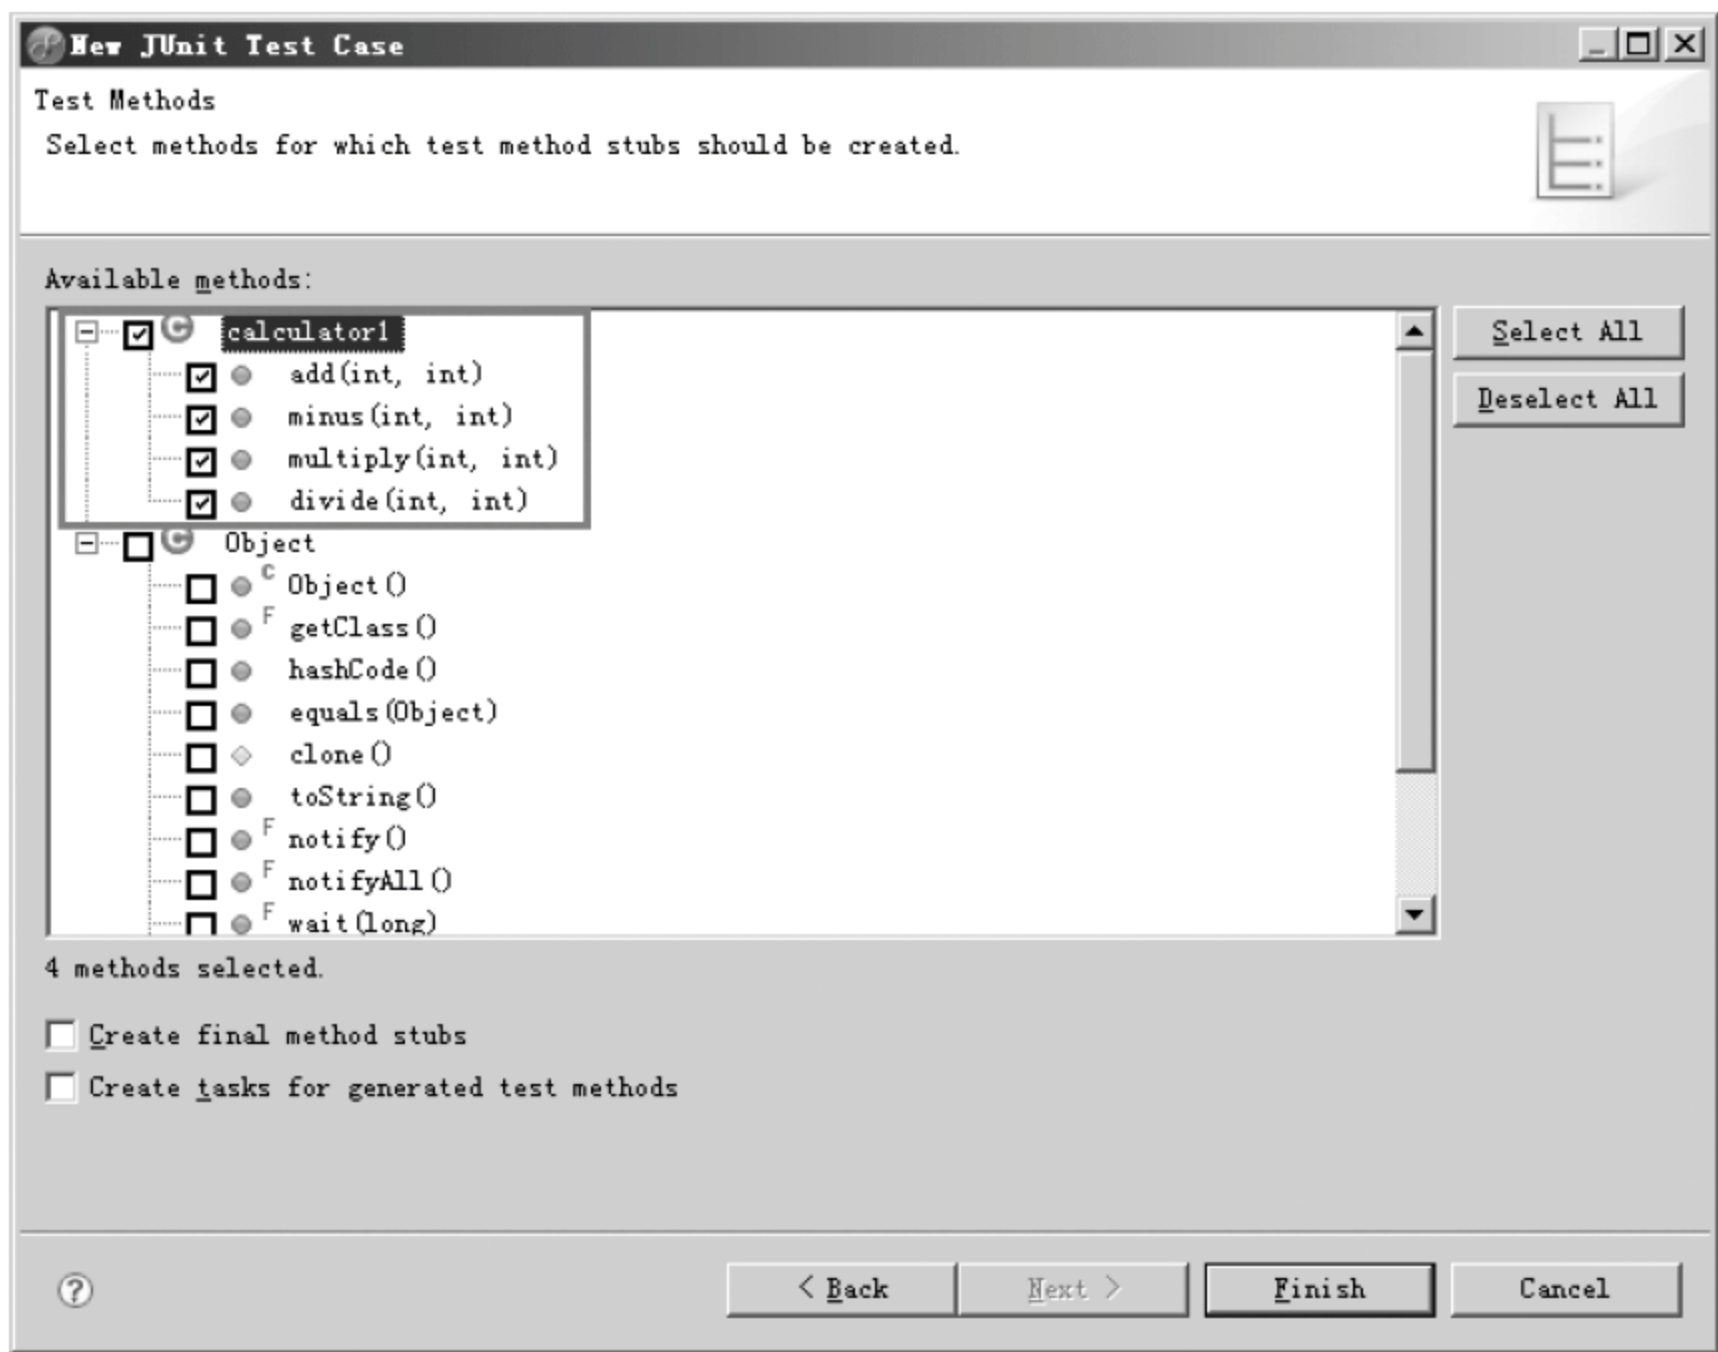 New JUnit Test Case
Test Methods
Select methods for which test method stubs should be created.
Available methods:
calculator1
add(int, int)
minus(int, int)
multiply(int, int)
divide(int, int)
Object
C Object()
F getClass()
hashCode()
equals(Object)
clone()
toString()
F notify()
F notifyAll()
F wait(long)
Select All
Deselect All
4 methods selected.
Create final method stubs
Create tasks for generated test methods
? < Back Next > Finish Cancel